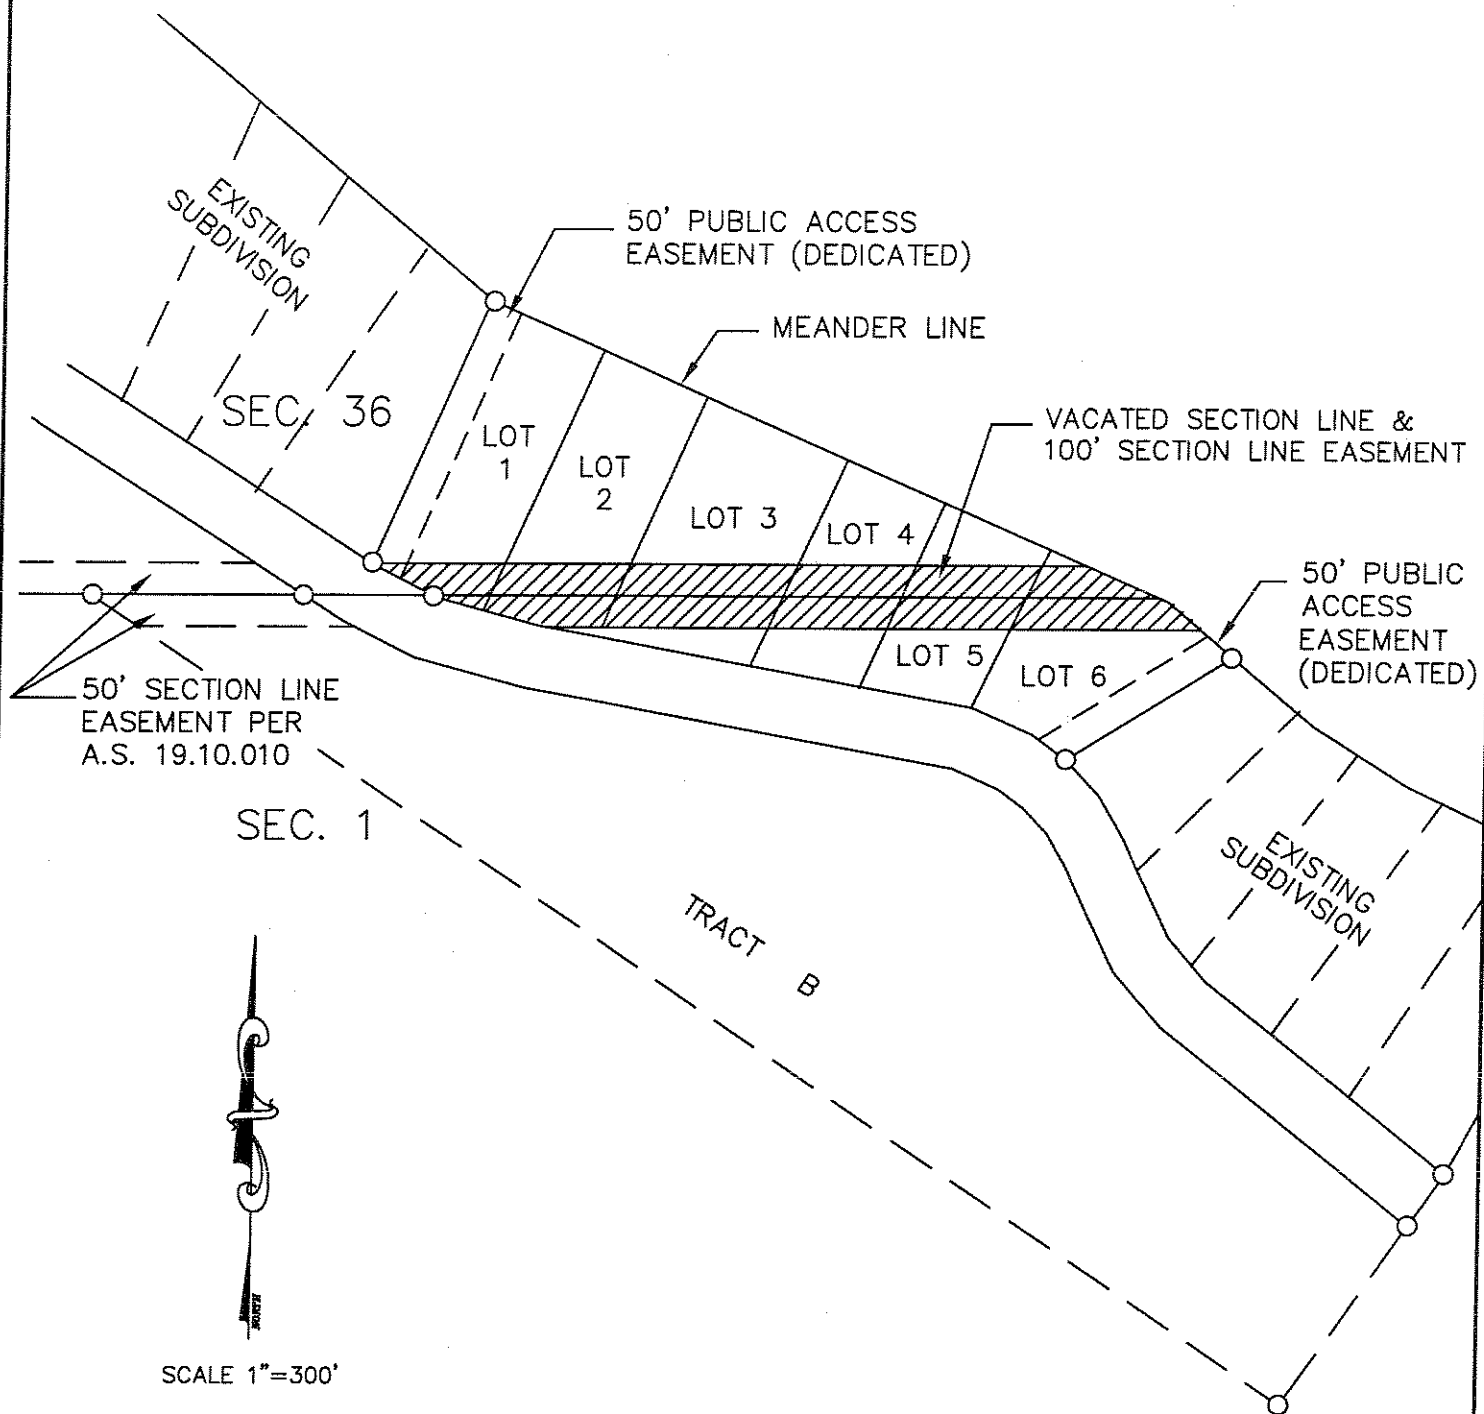 50' PUBLIC ACCESS
EASEMENT (DEDICATED)
EXISTING
SUBDIVISION
MEANDER LINE
SEC. 36
VACATED SECTION LINE &
100' SECTION LINE EASEMENT
LOT
1
LOT
2
LOT 3
LOT 4
50' PUBLIC
ACCESS
EASEMENT
(DEDICATED)
LOT 5
LOT 6
50' SECTION LINE
EASEMENT PER
A.S. 19.10.010
SEC. 1
EXISTING
SUBDIVISION
TRACT B
NORTH
SCALE 1"=300'